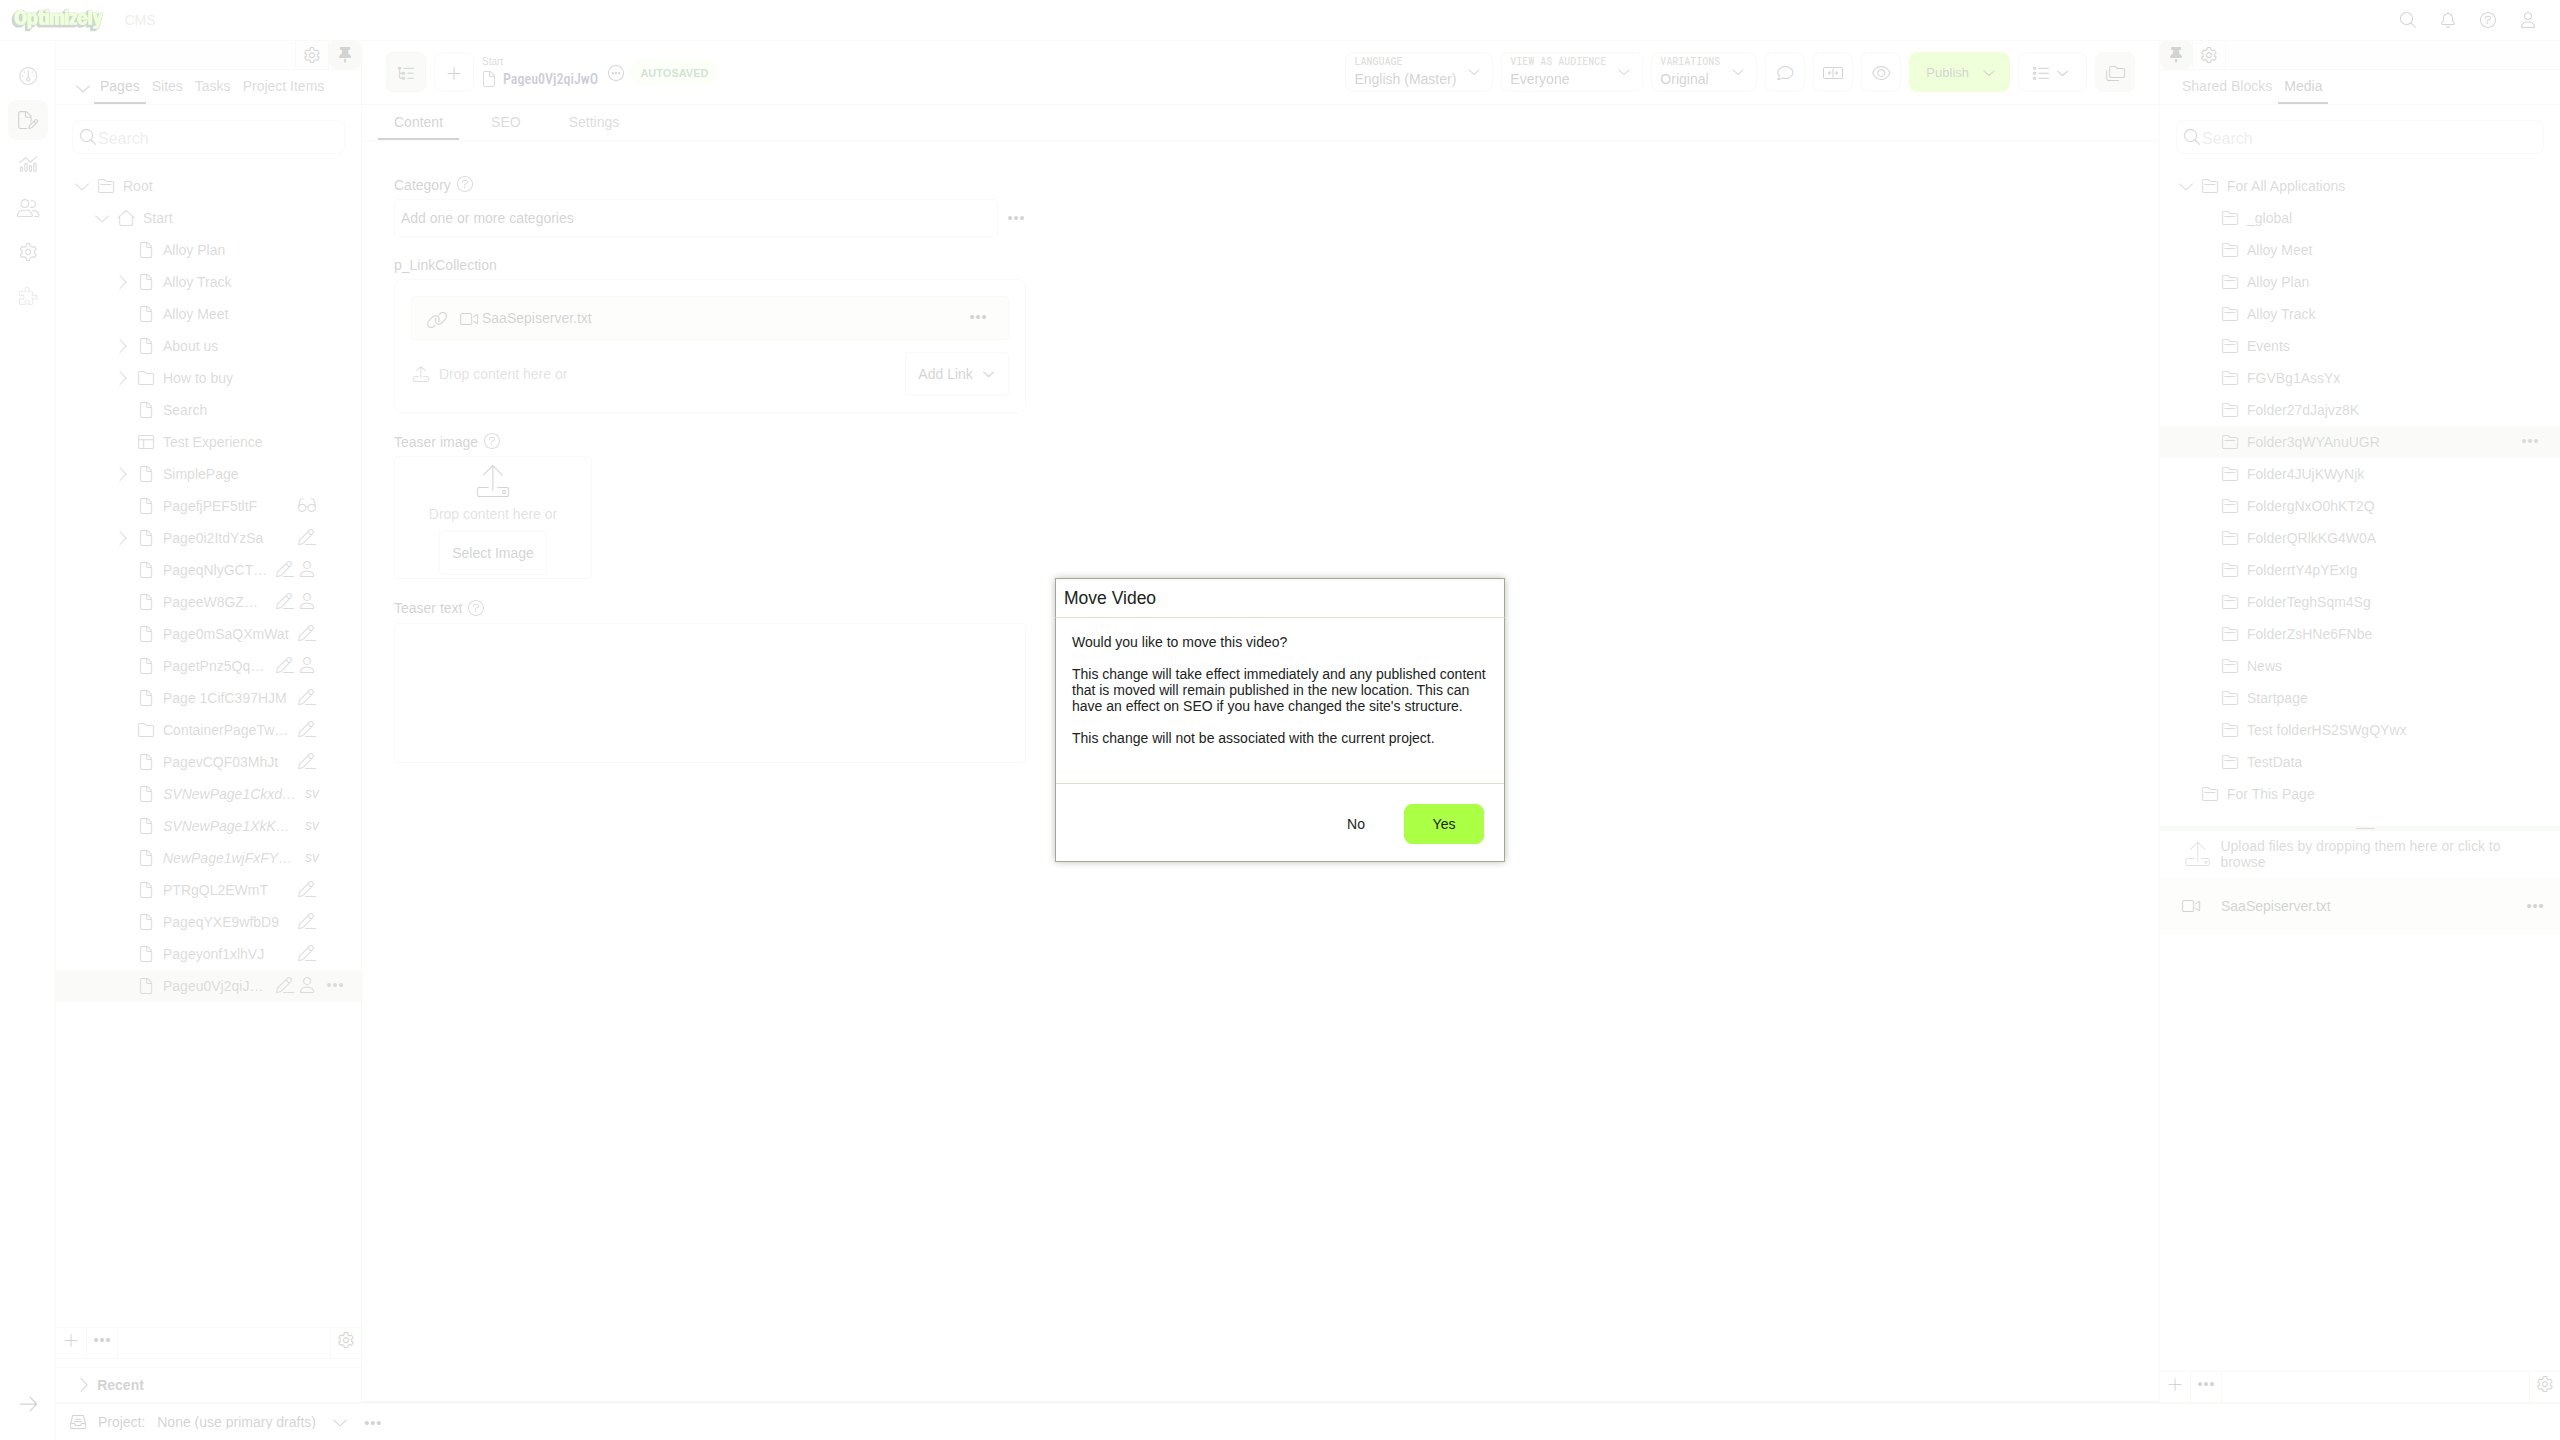 Optimizely CMS
Pages Sites Tasks Project Items
Search
Root
Start
Alloy Plan
Alloy Track
Alloy Meet
About us
How to buy
Search
Test Experience
SimplePage
PagefjPEF5tltF
Page0i2ItdYzSa
PageqNlyGCT...
PageeW8GZ...
Page0mSaQXmWat
PagetPnz5Qq...
Page 1CifC397HJM
ContainerPageTw...
PagevCQF03MhJt
SVNewPage1Ckxd... sv
SVNewPage1XkK... sv
NewPage1wjFxFY... sv
PTRgQL2EWmT
PageqYXE9wfbD9
Pageyonf1xlhVJ
Pageu0Vj2qiJ...
Recent
Project: None (use primary drafts)
Start
Pageu0Vj2qiJwO
AUTOSAVED
LANGUAGE
English (Master)
VIEW AS AUDIENCE
Everyone
VARIATIONS
Original
Publish
Content SEO Settings
Category
Add one or more categories
p_LinkCollection
SaaSepiserver.txt
Drop content here or
Add Link
Teaser image
Drop content here or
Select Image
Teaser text
Move Video
Would you like to move this video?
This change will take effect immediately and any published content
that is moved will remain published in the new location. This can
have an effect on SEO if you have changed the site's structure.
This change will not be associated with the current project.
No
Yes
Shared Blocks Media
Search
For All Applications
_global
Alloy Meet
Alloy Plan
Alloy Track
Events
FGVBg1AssYx
Folder27dJajvz8K
Folder3qWYAnuUGR
Folder4JUjKWyNjk
FoldergNxO0hKT2Q
FolderQRlkKG4W0A
FolderrtY4pYExIg
FolderTeghSqm4Sg
FolderZsHNe6FNbe
News
Startpage
Test folderHS2SWgQYwx
TestData
For This Page
Upload files by dropping them here or click to
browse
SaaSepiserver.txt